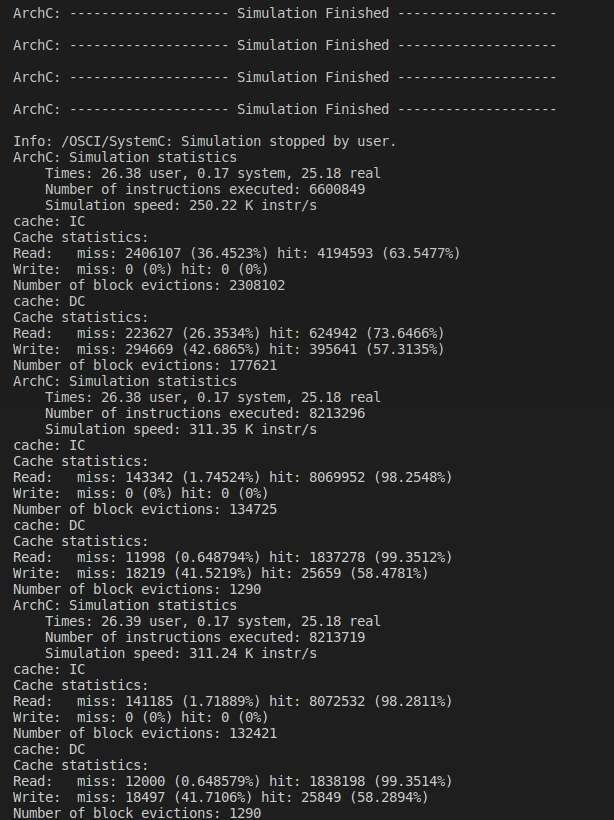 ArchC: -------------------- Simulation Finished --------------------
ArchC: -------------------- Simulation Finished --------------------
ArchC: -------------------- Simulation Finished --------------------
ArchC: -------------------- Simulation Finished --------------------
Info: /OSCI/SystemC: Simulation stopped by user.
ArchC: Simulation statistics
    Times: 26.38 user, 0.17 system, 25.18 real
    Number of instructions executed: 6600849
    Simulation speed: 250.22 K instr/s
cache: IC
Cache statistics:
Read:   miss: 2406107 (36.4523%) hit: 4194593 (63.5477%)
Write:  miss: 0 (0%) hit: 0 (0%)
Number of block evictions: 2308102
cache: DC
Cache statistics:
Read:   miss: 223627 (26.3534%) hit: 624942 (73.6466%)
Write:  miss: 294669 (42.6865%) hit: 395641 (57.3135%)
Number of block evictions: 177621
ArchC: Simulation statistics
    Times: 26.38 user, 0.17 system, 25.18 real
    Number of instructions executed: 8213296
    Simulation speed: 311.35 K instr/s
cache: IC
Cache statistics:
Read:   miss: 143342 (1.74524%) hit: 8069952 (98.2548%)
Write:  miss: 0 (0%) hit: 0 (0%)
Number of block evictions: 134725
cache: DC
Cache statistics:
Read:   miss: 11998 (0.648794%) hit: 1837278 (99.3512%)
Write:  miss: 18219 (41.5219%) hit: 25659 (58.4781%)
Number of block evictions: 1290
ArchC: Simulation statistics
    Times: 26.39 user, 0.17 system, 25.18 real
    Number of instructions executed: 8213719
    Simulation speed: 311.24 K instr/s
cache: IC
Cache statistics:
Read:   miss: 141185 (1.71889%) hit: 8072532 (98.2811%)
Write:  miss: 0 (0%) hit: 0 (0%)
Number of block evictions: 132421
cache: DC
Cache statistics:
Read:   miss: 12000 (0.648579%) hit: 1838198 (99.3514%)
Write:  miss: 18497 (41.7106%) hit: 25849 (58.2894%)
Number of block evictions: 1290